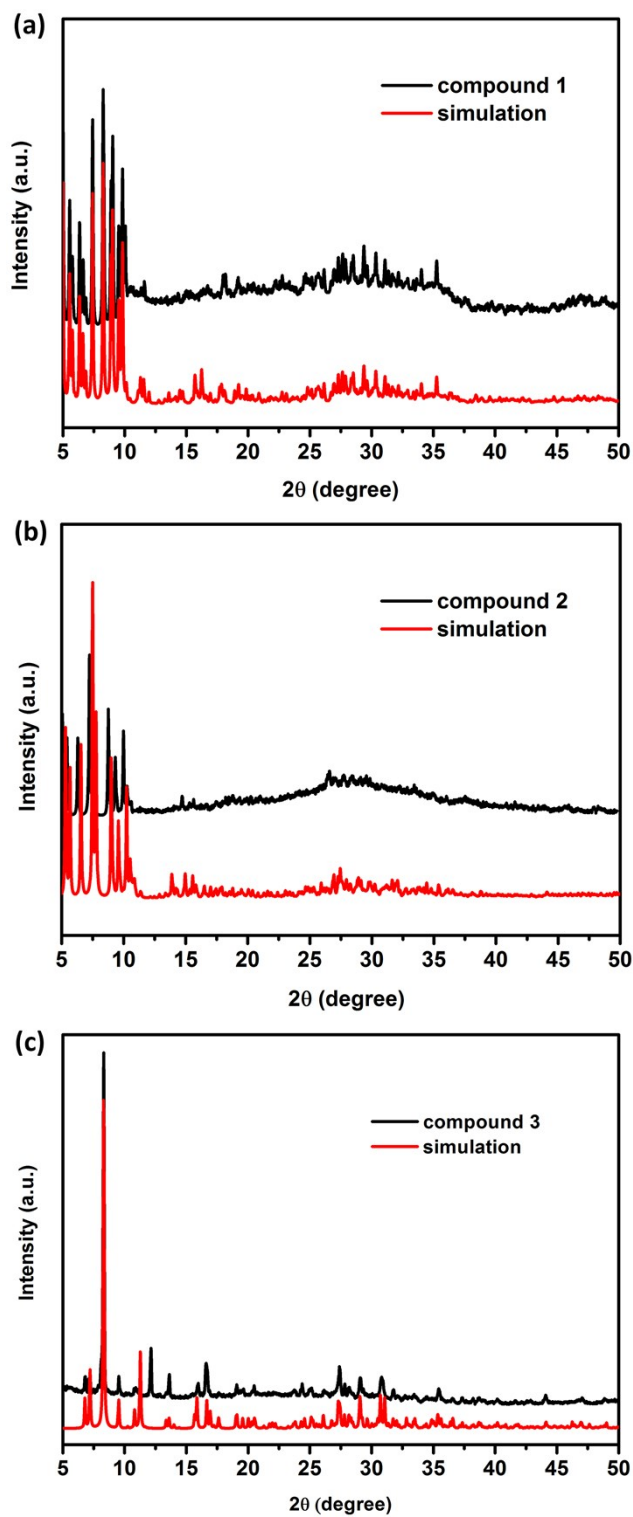 (a)
compound 1
simulation
Intensity (a.u.)
5 10 15 20 25 30 35 40 45 50
2θ (degree)
(b)
compound 2
simulation
Intensity (a.u.)
5 10 15 20 25 30 35 40 45 50
2θ (degree)
(c)
compound 3
simulation
Intensity (a.u.)
5 10 15 20 25 30 35 40 45 50
2θ (degree)